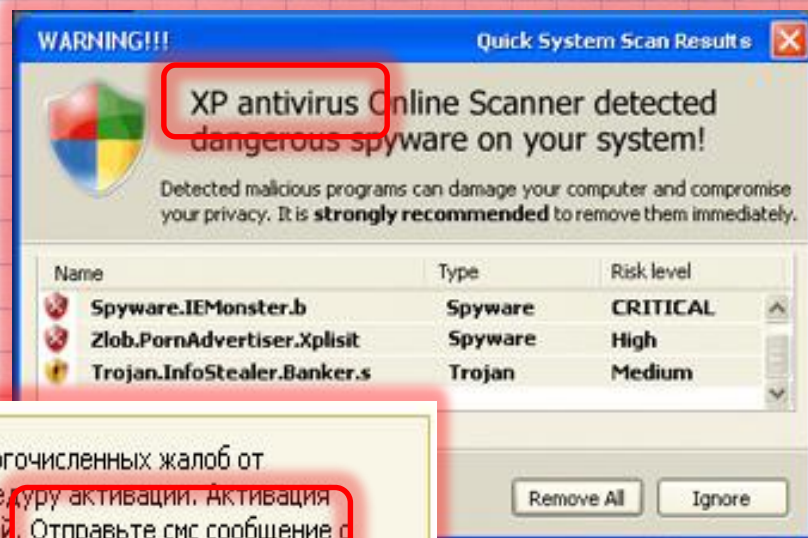 WARNING!!! Quick System Scan Results
XP antivirus Online Scanner detected
dangerous spyware on your system!
Detected malicious programs can damage your computer and compromise
your privacy. It is strongly recommended to remove them immediately.
Name Type Risk level
Spyware.IEMonster.b Spyware CRITICAL
Zlob.PornAdvertiser.Xplisit Spyware High
Trojan.InfoStealer.Banker.s Trojan Medium
Remove All Ignore
жалоб от
активации. Активация
Отправьте смс сообщение с